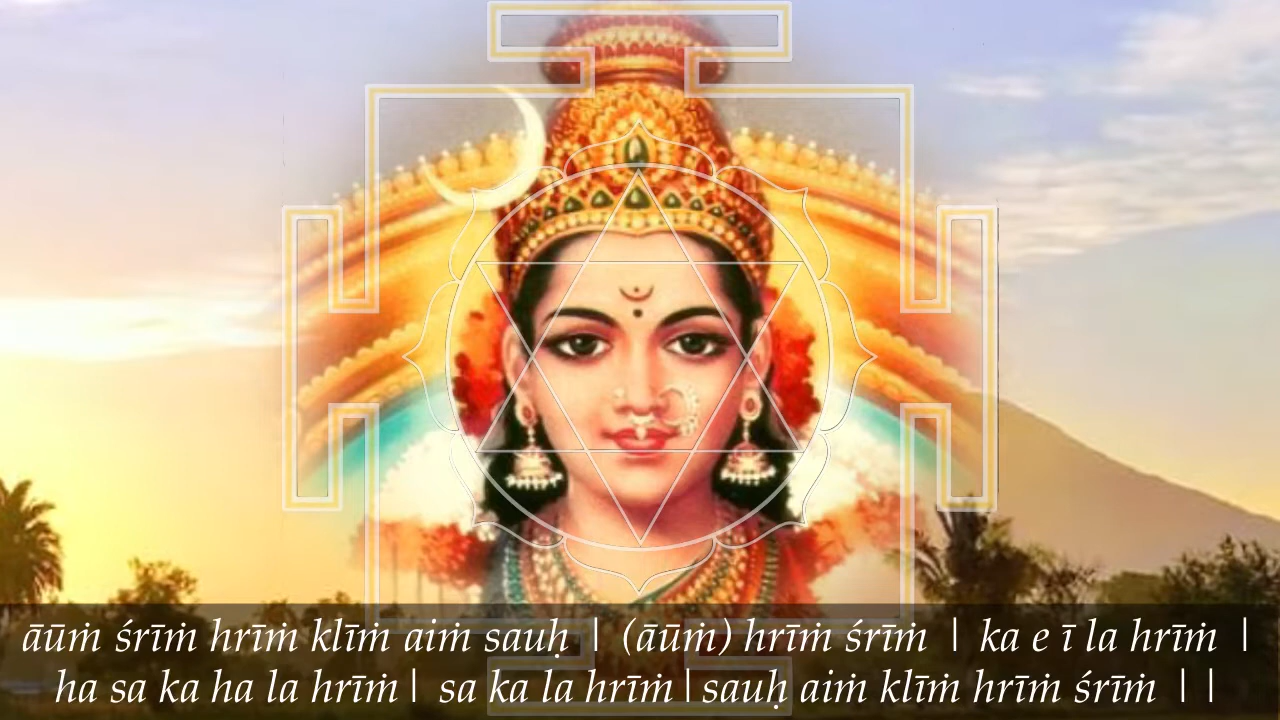 āūṁ śrīṁ hrīṁ klīṁ aiṁ sauḥ | (āūṁ) hrīṁ śrīṁ | ka e ī la hrīṁ |
ha sa ka ha la hrīṁ| sa ka la hrīṁ|sauḥ aiṁ klīṁ hrīṁ śrīṁ ||